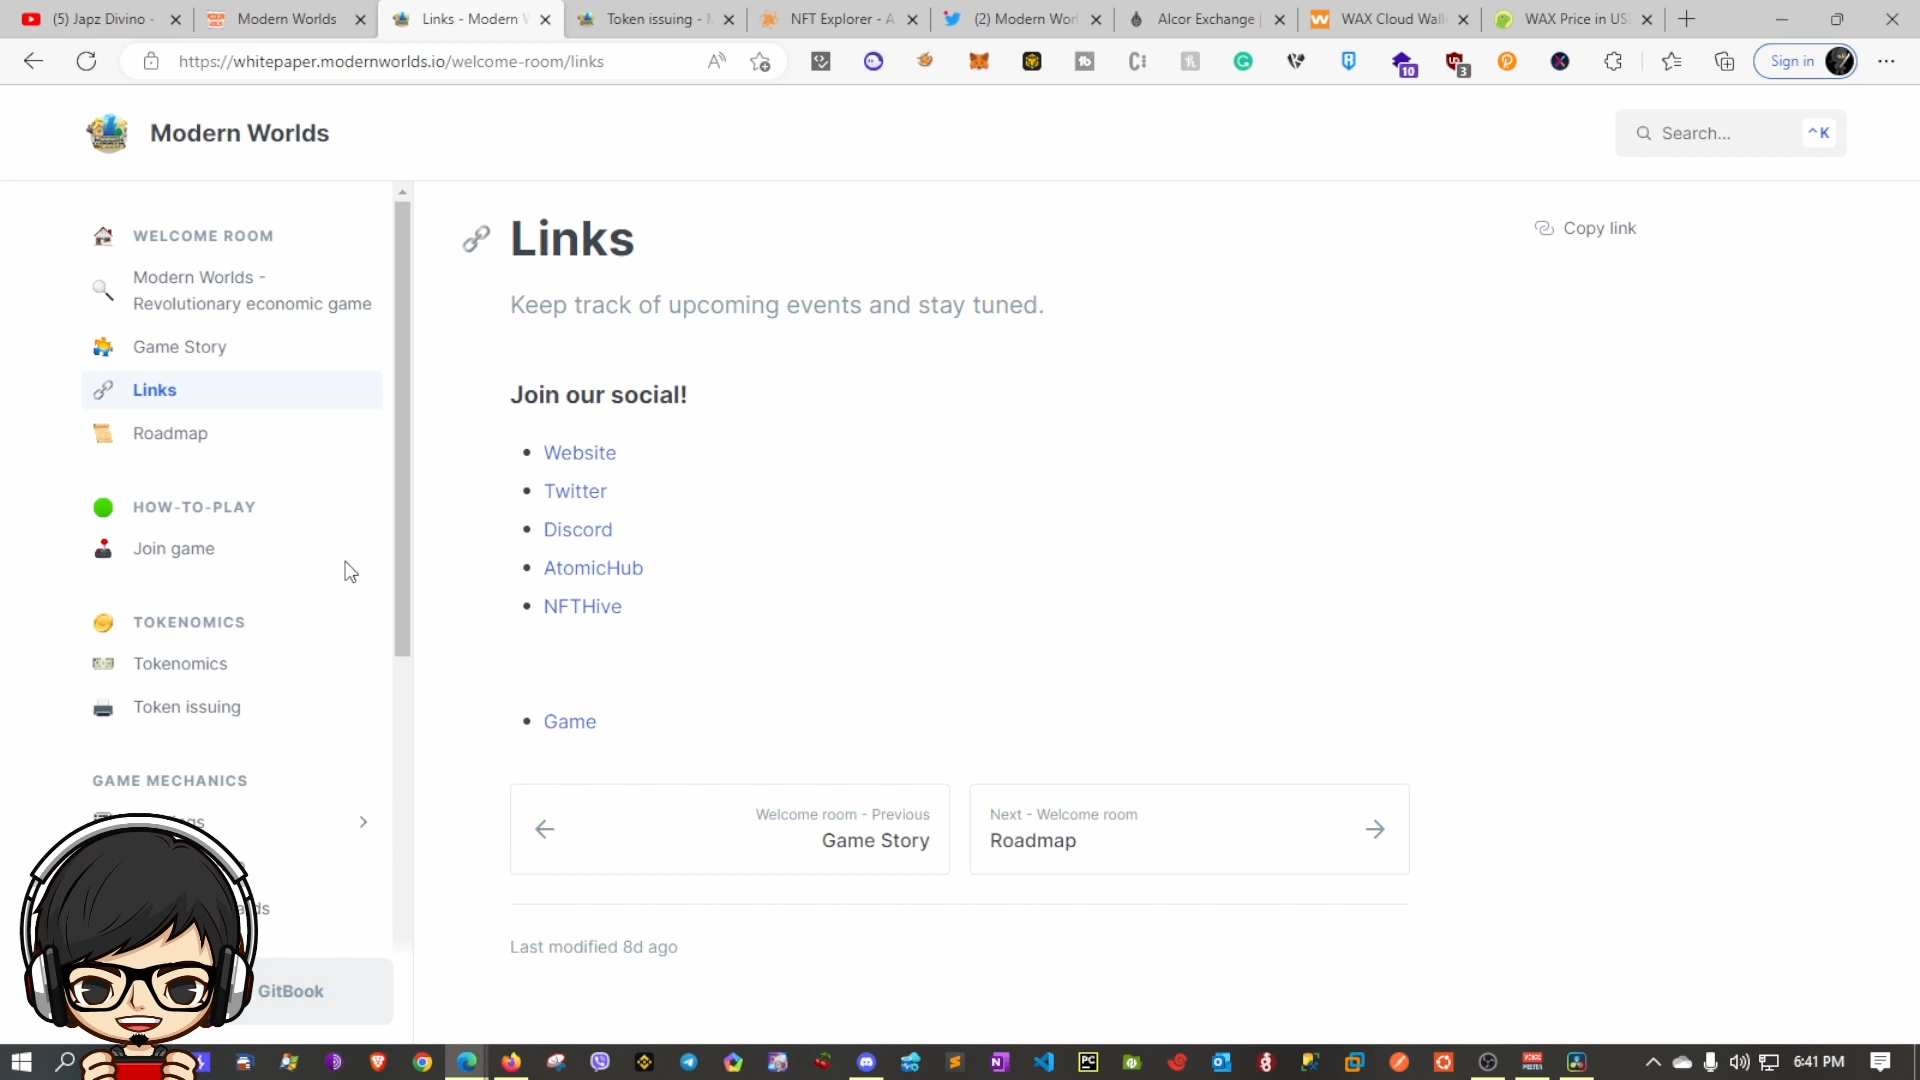 (5) Japz Divino -
Modern Worlds
Links - Modern W
Token issuing - M
NFT Explorer - A
(2) Modern Worl
Alcor Exchange |
WAX Cloud Wall
WAX Price in US
https://whitepaper.modernworlds.io/welcome-room/links
10
3
Sign in
Modern Worlds
Search...
^K
WELCOME ROOM
Modern Worlds -
Revolutionary economic game
Game Story
Links
Roadmap
HOW-TO-PLAY
Join game
TOKENOMICS
Tokenomics
Token issuing
GAME MECHANICS
GitBook
Links
Copy link
Keep track of upcoming events and stay tuned.
Join our social!
Website
Twitter
Discord
AtomicHub
NFTHive
Game
Welcome room - Previous
Game Story
Next - Welcome room
Roadmap
Last modified 8d ago
6:41 PM